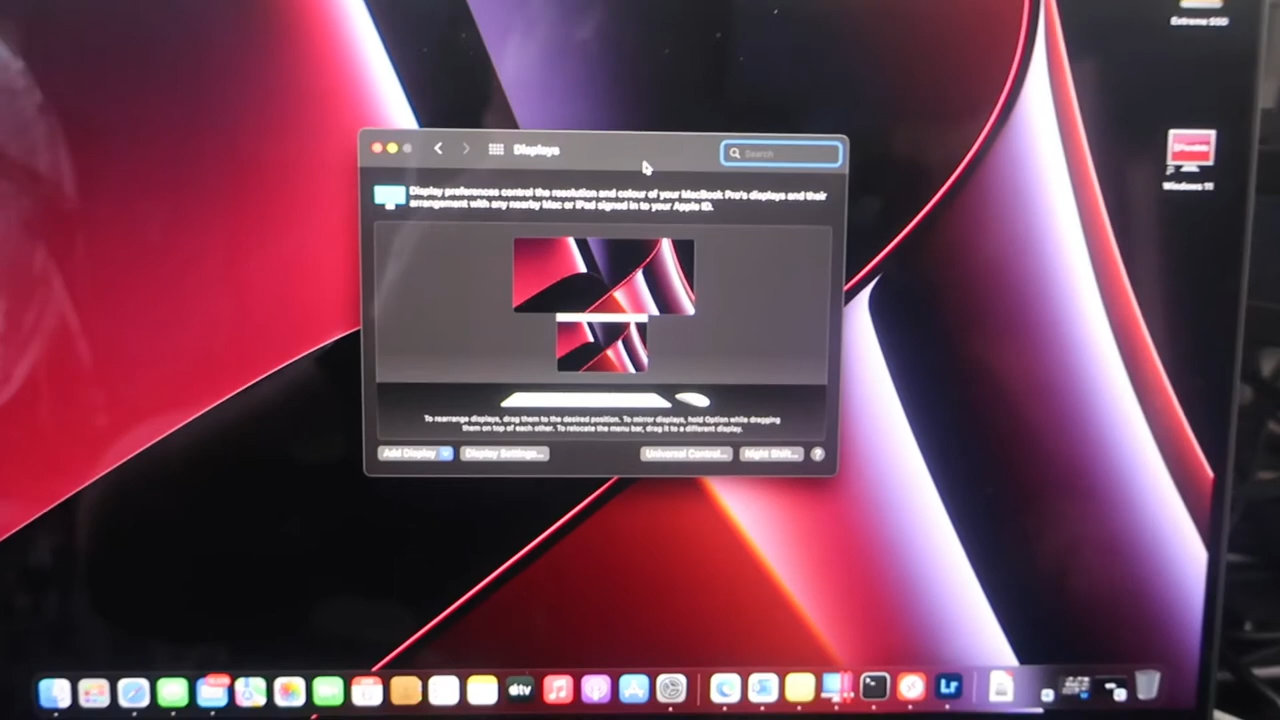 Extreme SSD
Displays
Search
Display preferences control the resolution and colour of your MacBook Pro's displays and their
arrangement with any nearby Mac or iPad signed in to your Apple ID.
Windows 11
To rearrange displays, drag them to the desired position. To mirror displays, hold Option while dragging
them on top of each other. To relocate the menu bar, drag it to a different display.
Add Display
Display Settings...
Universal Control...
Night Shift...
?
tv
Lr